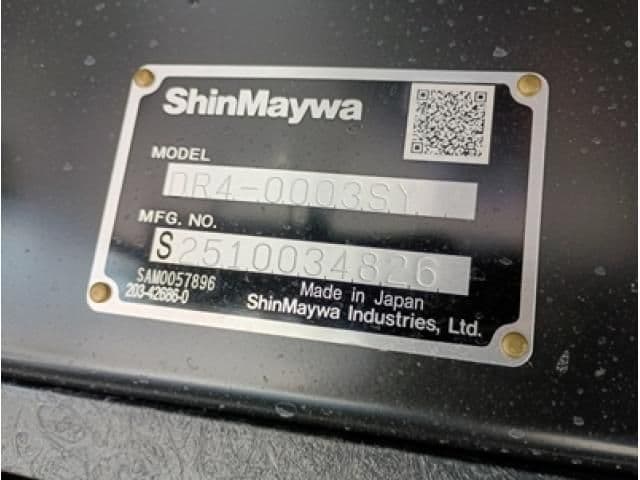 ShinMaywa
MODEL
DR4-0003SY
MFG. NO.
S2510034826
SAM0057896
203-42686-0
Made in Japan
ShinMaywa Industries, Ltd.